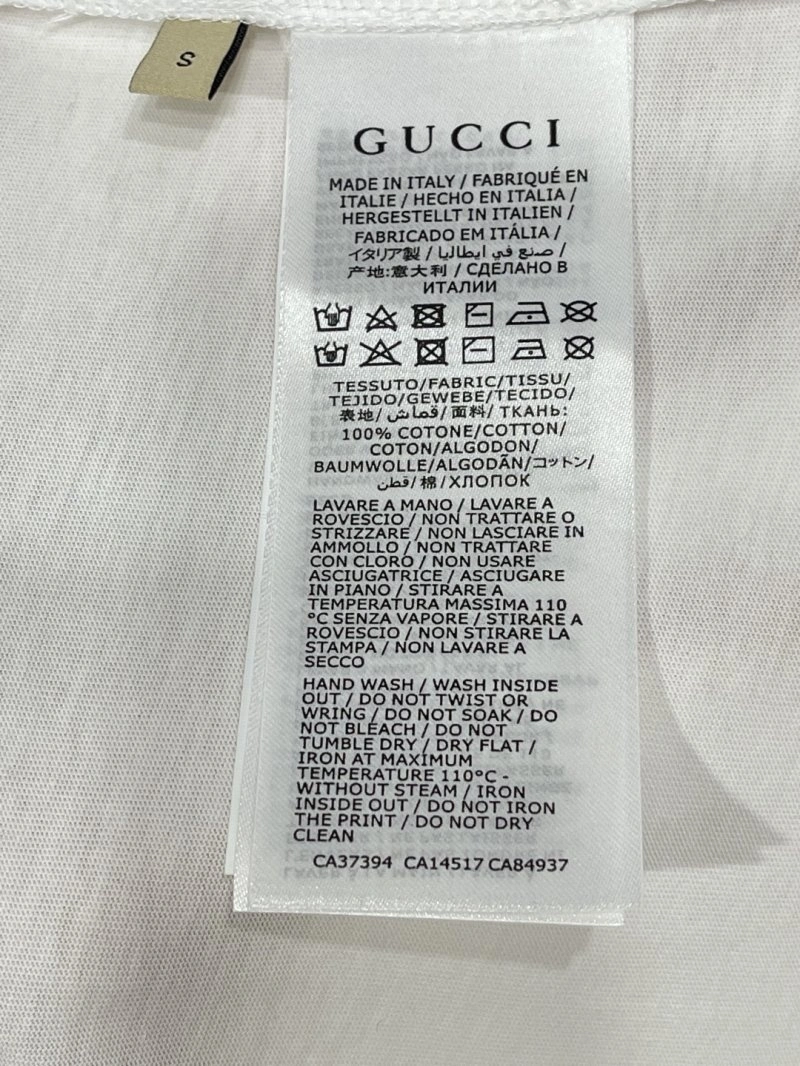 S
GUCCI
MADE IN ITALY / FABRIQUÉ EN
ITALIE / HECHO EN ITALIA /
HERGESTELLT IN ITALIEN /
FABRICADO EM ITÁLIA /
イタリア製 / صنع في ايطاليا /
产地:意大利 / СДЕЛАНО В
ИТАЛИИ
TESSUTO/FABRIC/TISSU/
TEJIDO/GEWEBE/TECIDO/
表地/ قماش/ 面料/ ТКАНЬ:
100% COTONE/COTTON/
COTON/ALGODON/
BAUMWOLLE/ALGODÃN/コットン/
قطن/ 棉/ХЛОПОК
LAVARE A MANO / LAVARE A
ROVESCIO / NON TRATTARE O
STRIZZARE / NON LASCIARE IN
AMMOLLO / NON TRATTARE
CON CLORO / NON USARE
ASCIUGATRICE / ASCIUGARE
IN PIANO / STIRARE A
TEMPERATURA MASSIMA 110
°C SENZA VAPORE / STIRARE A
ROVESCIO / NON STIRARE LA
STAMPA / NON LAVARE A
SECCO
HAND WASH / WASH INSIDE
OUT / DO NOT TWIST OR
WRING / DO NOT SOAK / DO
NOT BLEACH / DO NOT
TUMBLE DRY / DRY FLAT /
IRON AT MAXIMUM
TEMPERATURE 110°C -
WITHOUT STEAM / IRON
INSIDE OUT / DO NOT IRON
THE PRINT / DO NOT DRY
CLEAN
CA37394 CA14517 CA84937